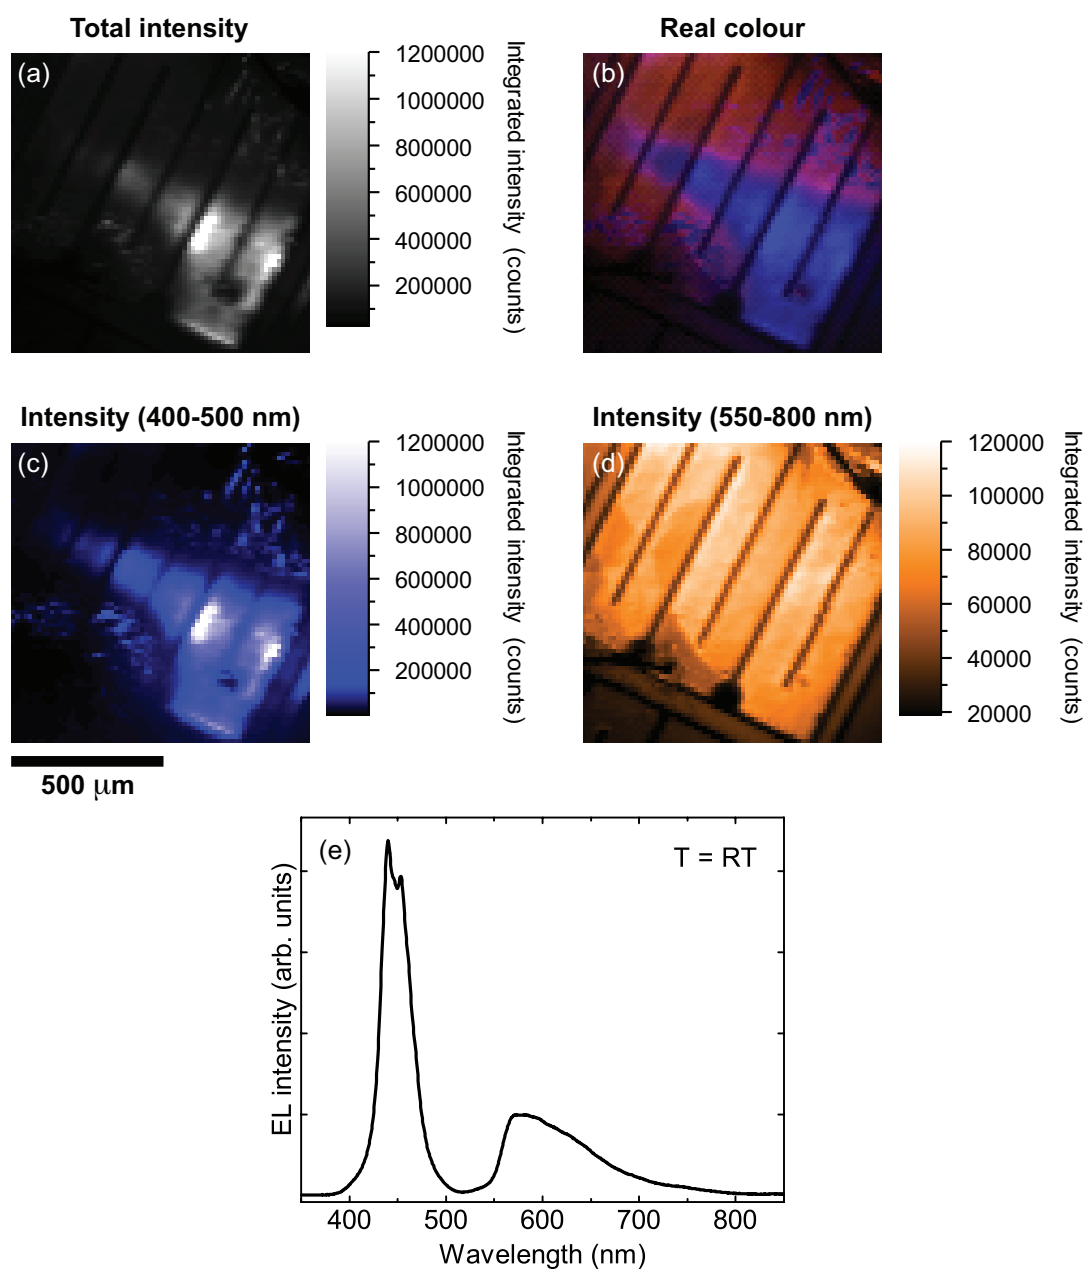 Total intensity
Real colour
(a)
1200000
1000000
800000
600000
400000
200000
Integrated intensity (counts)
(b)
Intensity (400-500 nm)
Intensity (550-800 nm)
(c)
1200000
1000000
800000
600000
400000
200000
Integrated intensity (counts)
(d)
120000
100000
80000
60000
40000
20000
Integrated intensity (counts)
500 μm
(e)
T = RT
EL intensity (arb. units)
400 500 600 700 800
Wavelength (nm)